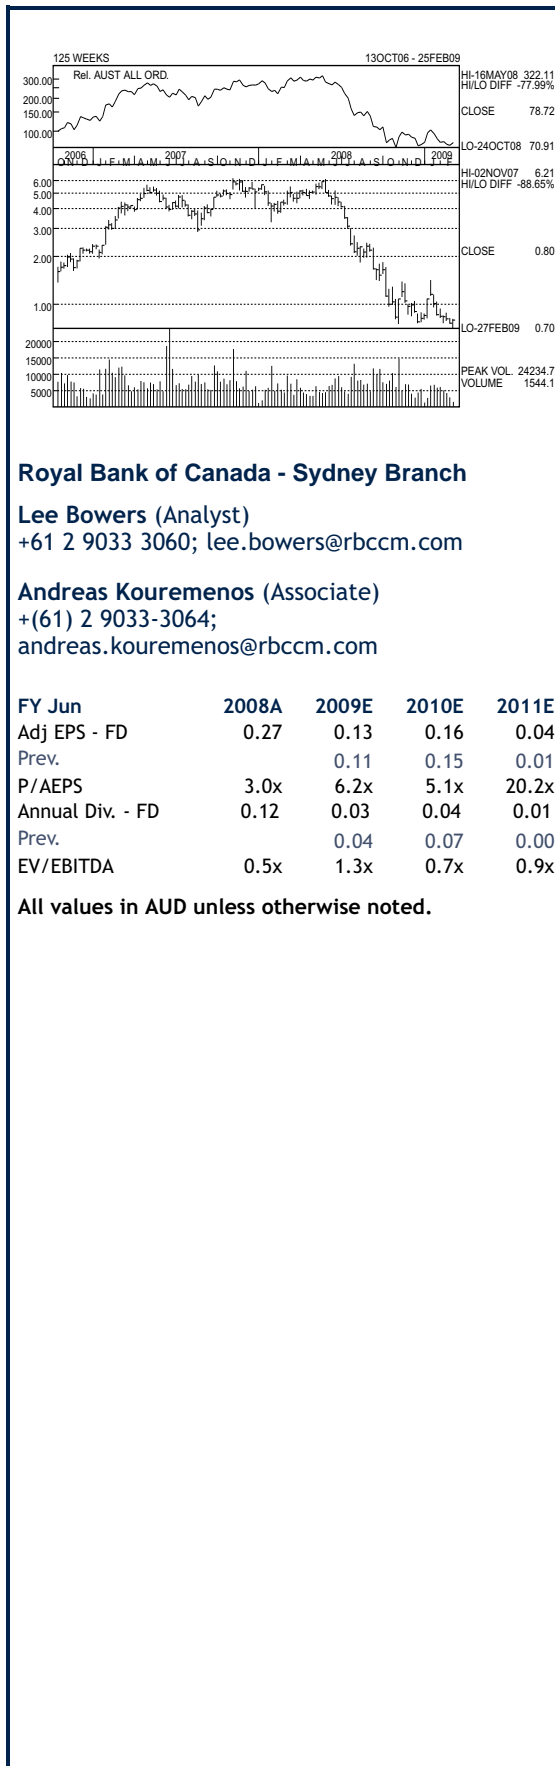 125 WEEKS 13OCT06 - 25FEB09
Rel. AUST ALL ORD.
300.00
200.00
150.00
100.00
HI-16MAY08 322.11
HI/LO DIFF -77.99%
CLOSE 78.72
LO-24OCT08 70.91
2006 2007 2008 2009
O N D J F M A M J J A S O N D J F M A M J J A S O N D J F
6.00
5.00
4.00
3.00
2.00
1.00
HI-02NOV07 6.21
HI/LO DIFF -88.65%
CLOSE 0.80
LO-27FEB09 0.70
20000
15000
10000
5000
PEAK VOL. 24234.7
VOLUME 1544.1
Royal Bank of Canada - Sydney Branch
Lee Bowers (Analyst)
+61 2 9033 3060; lee.bowers@rbccm.com
Andreas Kouremenos (Associate)
+(61) 2 9033-3064;
andreas.kouremenos@rbccm.com
FY Jun 2008A 2009E 2010E 2011E
Adj EPS - FD 0.27 0.13 0.16 0.04
Prev. 0.11 0.15 0.01
P/AEPS 3.0x 6.2x 5.1x 20.2x
Annual Div. - FD 0.12 0.03 0.04 0.01
Prev. 0.04 0.07 0.00
EV/EBITDA 0.5x 1.3x 0.7x 0.9x
All values in AUD unless otherwise noted.